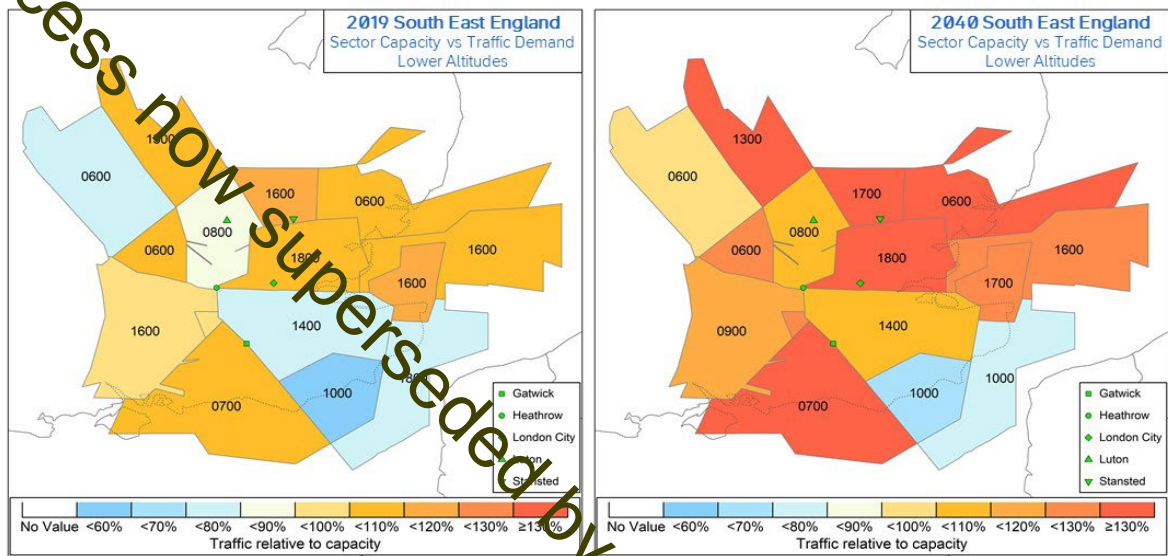 2019 South East England
Sector Capacity vs Traffic Demand
Lower Altitudes
0600
1600
0600
0800
0600
1800
1600
1600
1600
1400
1000
0700
Gatwick
Heathrow
London City
Luton
Stansted
No Value <60% <70% <80% <90% <100% <110% <120% <130% ≥130%
Traffic relative to capacity
2040 South East England
Sector Capacity vs Traffic Demand
Lower Altitudes
1300
0600
1700
0600
0800
0600
1800
1600
1700
0900
1400
1000
1000
0700
Gatwick
Heathrow
London City
Luton
Stansted
No Value <60% <70% <80% <90% <100% <110% <120% <130% ≥130%
Traffic relative to capacity
cess now superseded by